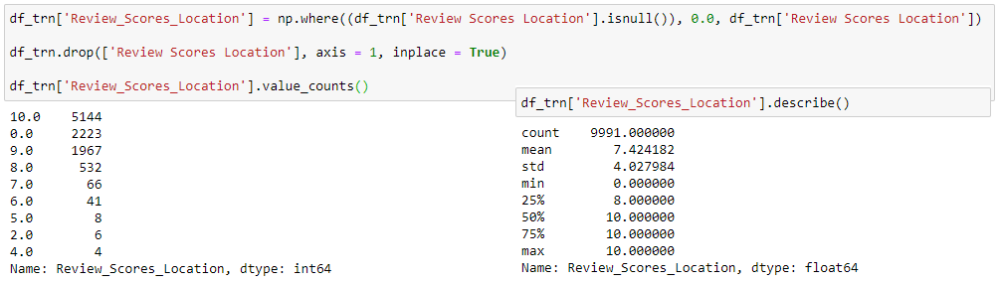 df_trn['Review_Scores_Location'] = np.where((df_trn['Review Scores Location'].isnull()), 0.0, df_trn['Review Scores Location'])
df_trn.drop(['Review Scores Location'], axis = 1, inplace = True)
df_trn['Review_Scores_Location'].value_counts()
10.0    5144
0.0     2223
9.0     1967
8.0      532
7.0       66
6.0       41
5.0        8
2.0        6
4.0        4
Name: Review_Scores_Location, dtype: int64
df_trn['Review_Scores_Location'].describe()
count    9991.000000
mean        7.424182
std         4.027984
min         0.000000
25%         8.000000
50%        10.000000
75%        10.000000
max        10.000000
Name: Review_Scores_Location, dtype: float64